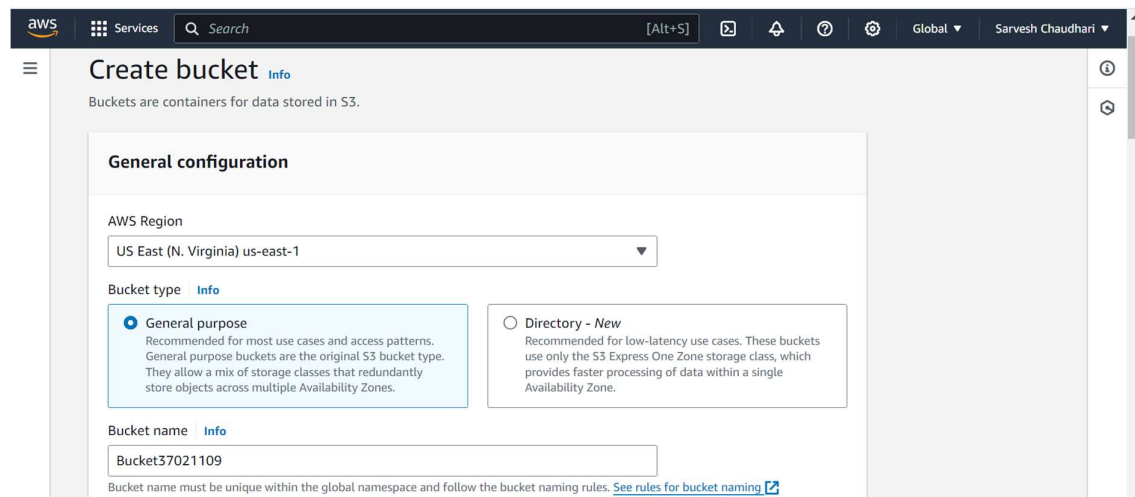 aws Services Search [Alt+S] Global Sarvesh Chaudhari
Create bucket Info
Buckets are containers for data stored in S3.
General configuration
AWS Region
US East (N. Virginia) us-east-1
Bucket type Info
General purpose
Recommended for most use cases and access patterns.
General purpose buckets are the original S3 bucket type.
They allow a mix of storage classes that redundantly
store objects across multiple Availability Zones.
Directory - New
Recommended for low-latency use cases. These buckets
use only the S3 Express One Zone storage class, which
provides faster processing of data within a single
Availability Zone.
Bucket name Info
Bucket37021109
Bucket name must be unique within the global namespace and follow the bucket naming rules. See rules for bucket naming